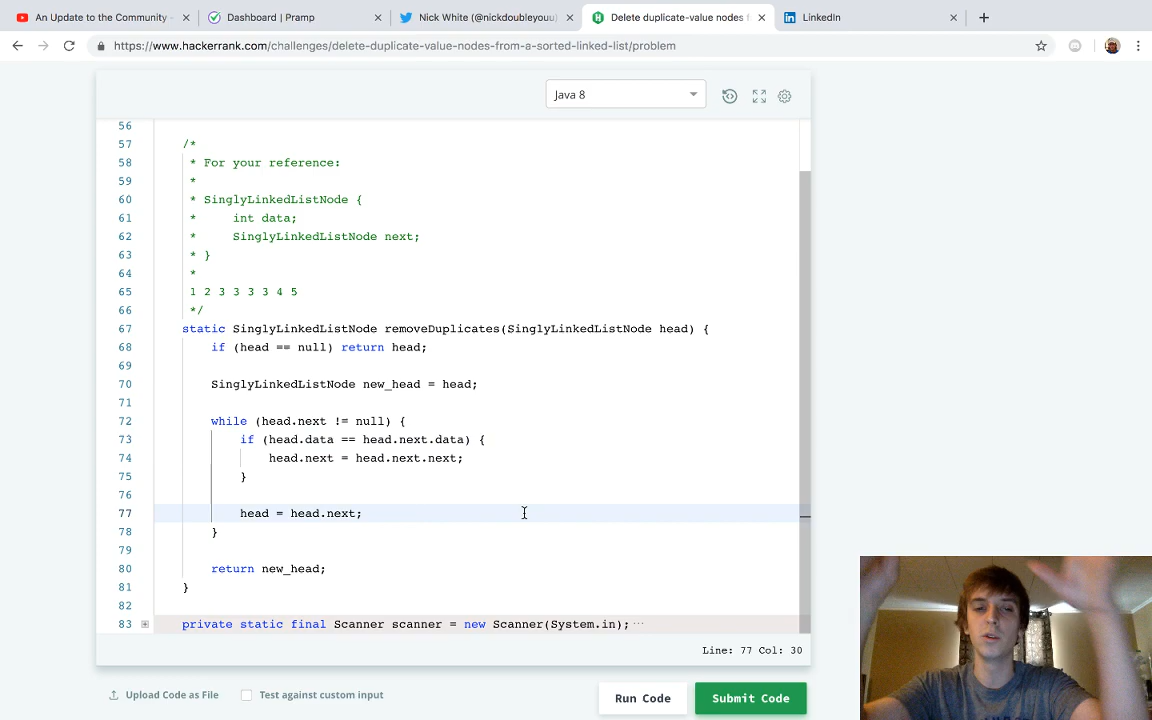 An Update to the Community -
Dashboard | Pramp
Nick White (@nickdoubleyouu)
Delete duplicate-value nodes f
LinkedIn
https://www.hackerrank.com/challenges/delete-duplicate-value-nodes-from-a-sorted-linked-list/problem
Java 8
56
57 /*
58 * For your reference:
59 *
60 * SinglyLinkedListNode {
61 * int data;
62 * SinglyLinkedListNode next;
63 * }
64 *
65 1 2 3 3 3 3 4 5
66 */
67 static SinglyLinkedListNode removeDuplicates(SinglyLinkedListNode head) {
68 if (head == null) return head;
69
70 SinglyLinkedListNode new_head = head;
71
72 while (head.next != null) {
73 if (head.data == head.next.data) {
74 head.next = head.next.next;
75 }
76
77 head = head.next;
78 }
79
80 return new_head;
81 }
82
83 private static final Scanner scanner = new Scanner(System.in); ...
Line: 77 Col: 30
Upload Code as File
Test against custom input
Run Code
Submit Code